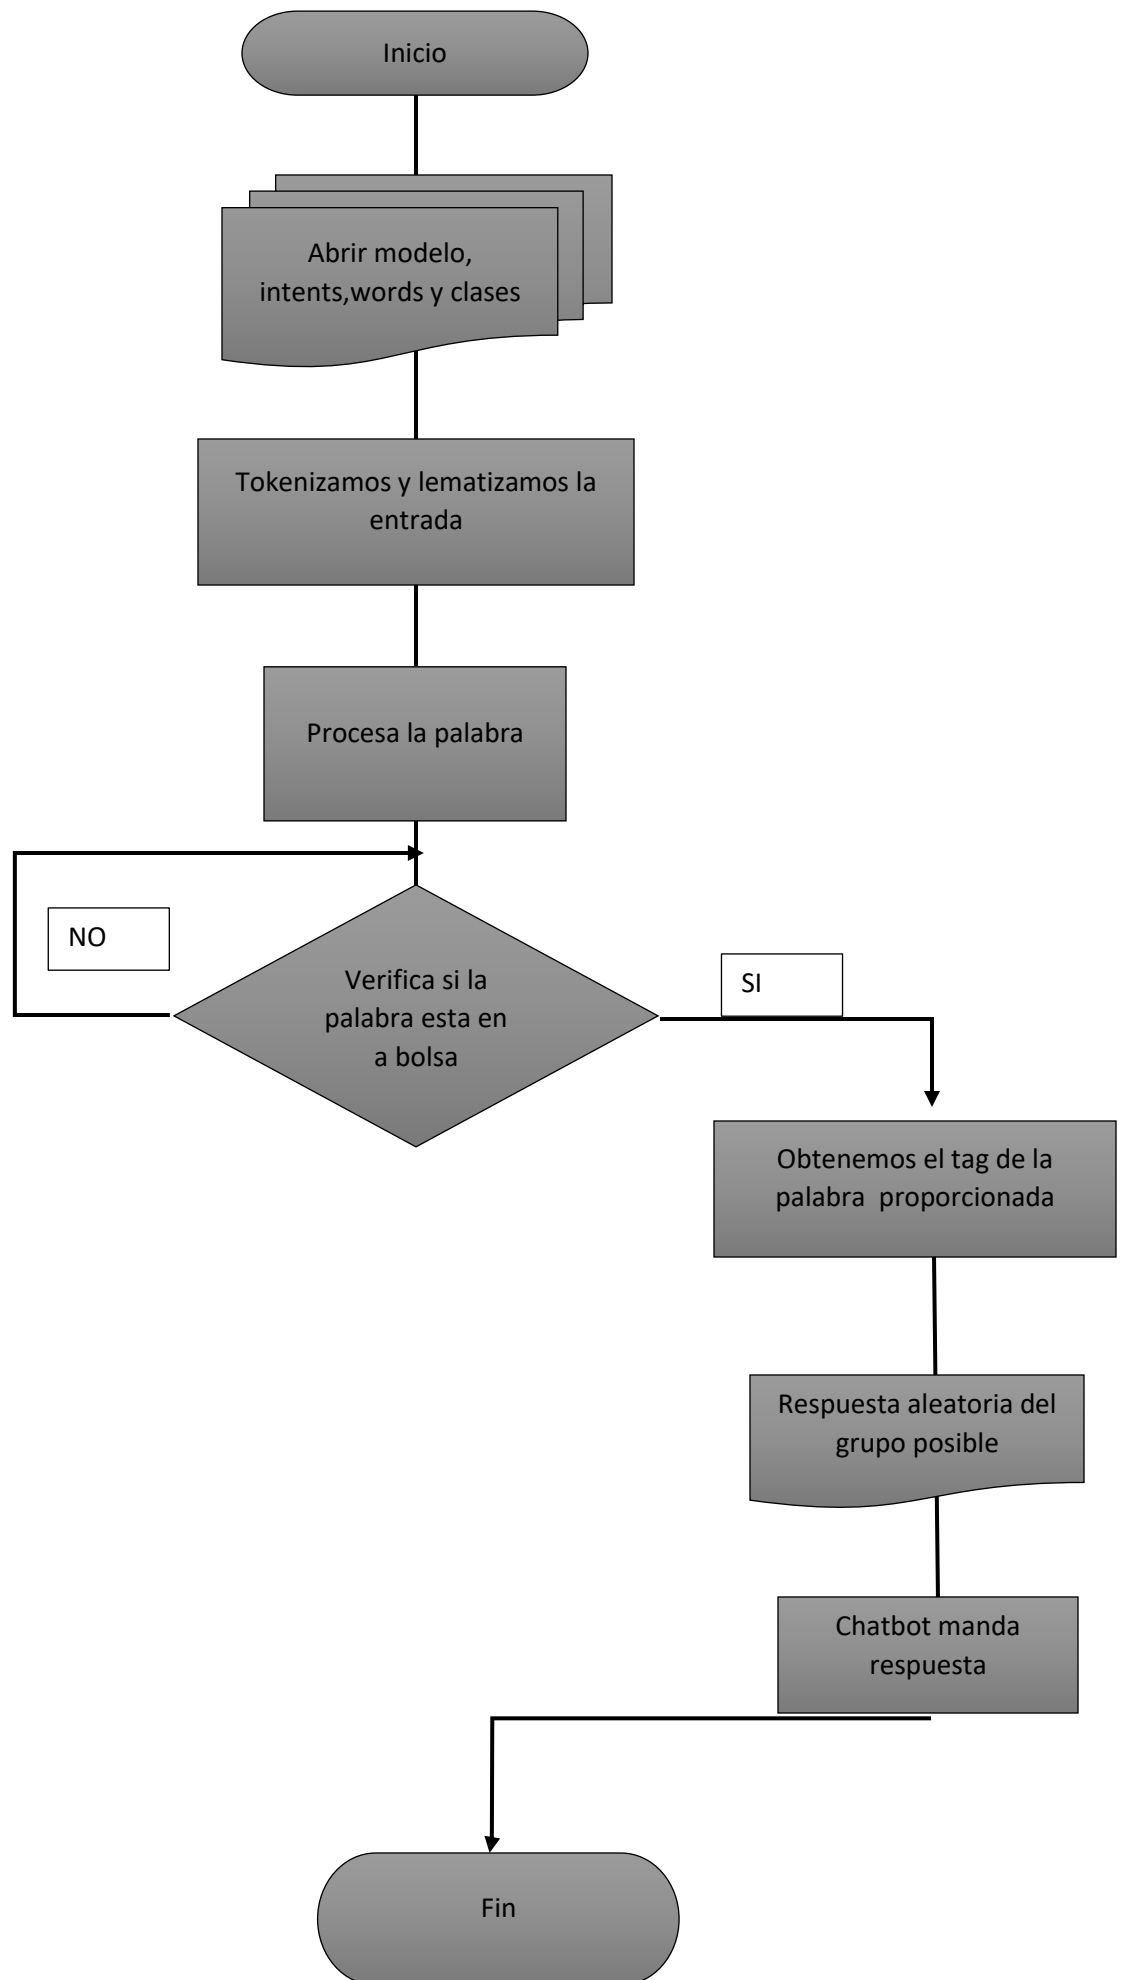 Inicio
Abrir modelo,
intents,words y clases
Tokenizamos y lematizamos la
entrada
Procesa la palabra
NO
Verifica si la
palabra esta en
a bolsa
SI
Obtenemos el tag de la
palabra  proporcionada
Respuesta aleatoria del
grupo posible
Chatbot manda
respuesta
Fin